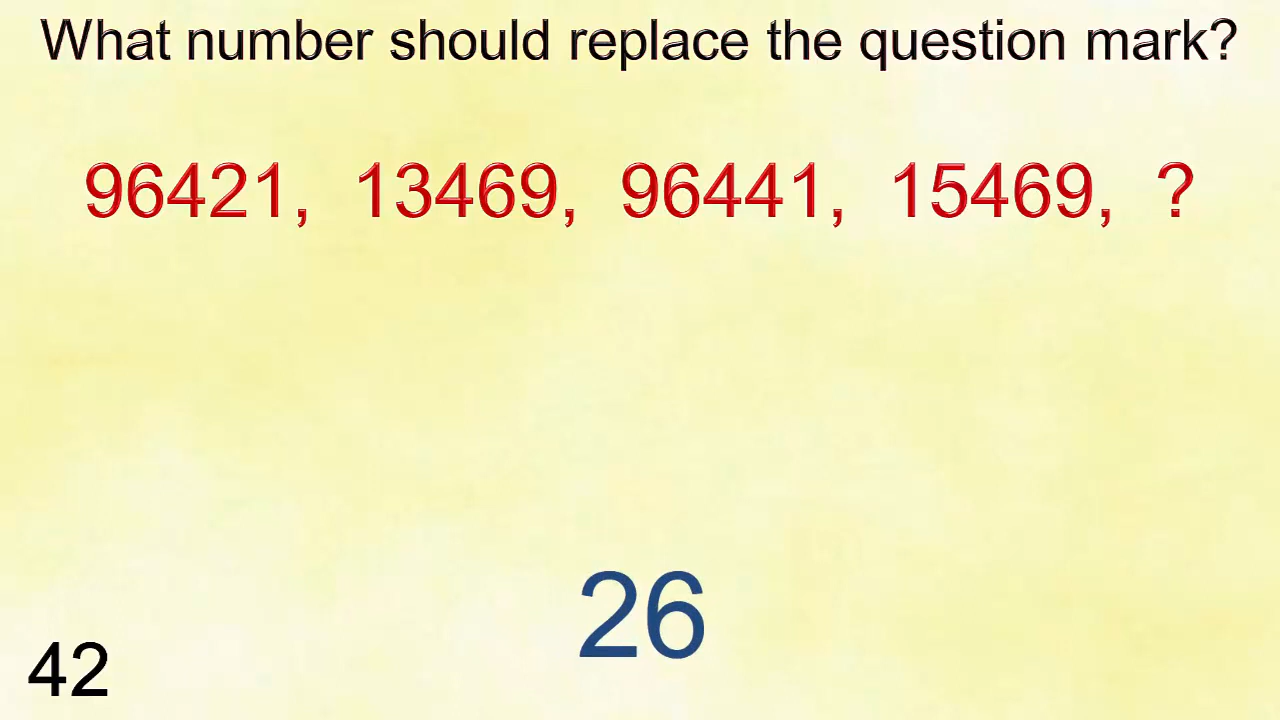 What number should replace the question mark?
96421, 13469, 96441, 15469, ?
26
42